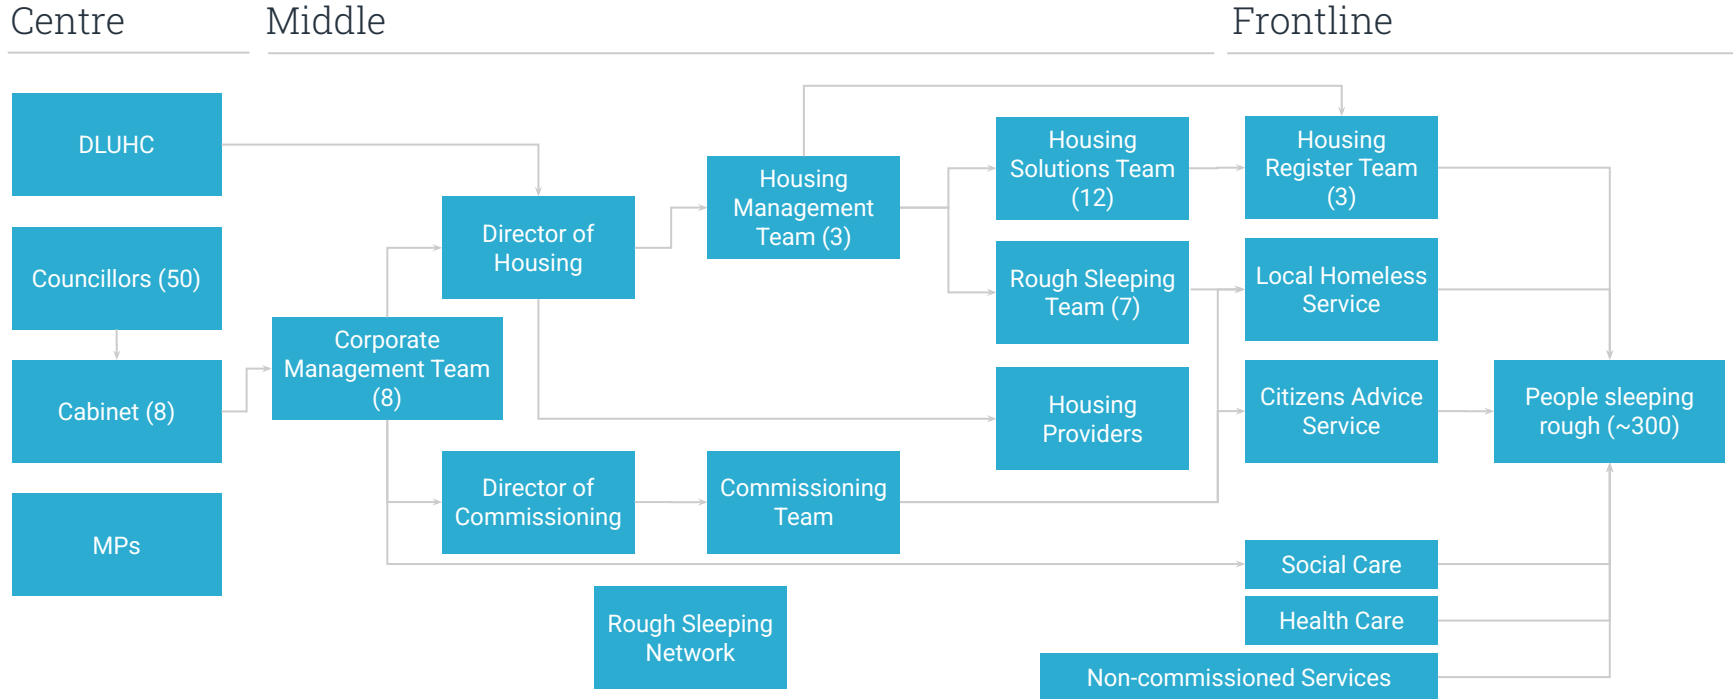 Centre
Middle
Frontline
DLUHC
Councillors (50)
Cabinet (8)
MPs
Corporate
Management Team
(8)
Director of
Housing
Director of
Commissioning
Rough Sleeping
Network
Housing
Management
Team (3)
Commissioning
Team
Housing
Solutions Team
(12)
Rough Sleeping
Team (7)
Housing
Providers
Housing
Register Team
(3)
Local Homeless
Service
Citizens Advice
Service
Social Care
Health Care
Non-commissioned Services
People sleeping
rough (~300)